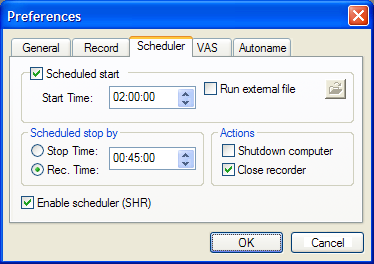 Preferences
General Record Scheduler VAS Autoname
Scheduled start
Start Time: 02:00:00 Run external file
Scheduled stop by Actions
Stop Time: Shutdown computer
00:45:00
Rec. Time: Close recorder
Enable scheduler (SHR)
OK Cancel